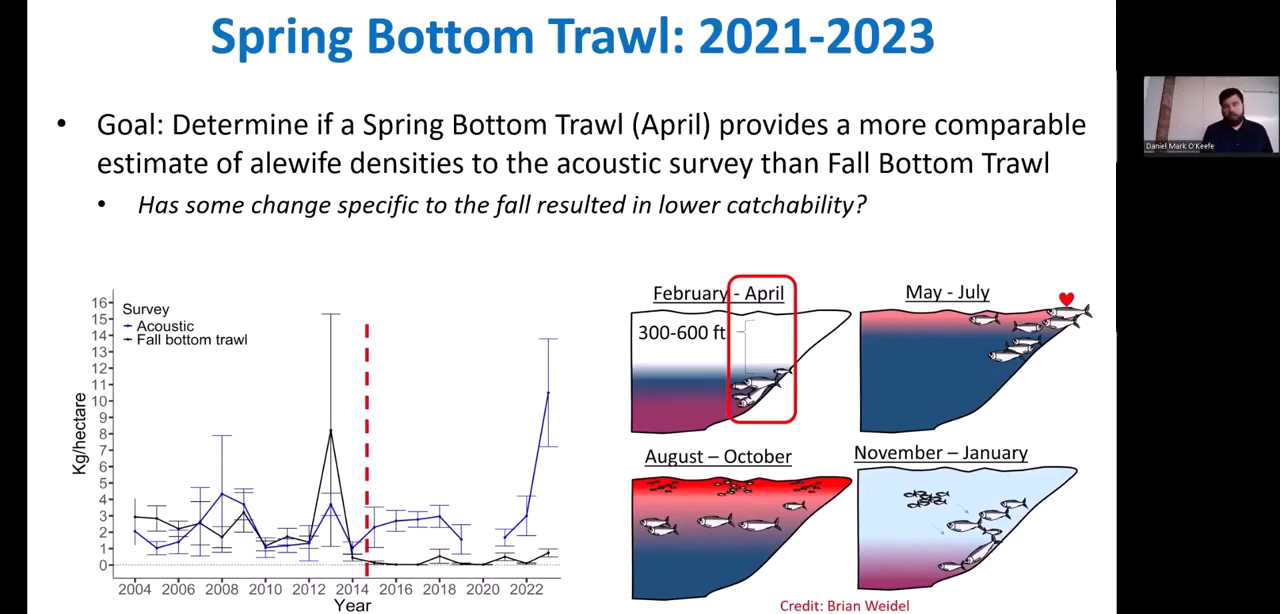 Spring Bottom Trawl: 2021-2023
• Goal: Determine if a Spring Bottom Trawl (April) provides a more comparable
estimate of alewife densities to the acoustic survey than Fall Bottom Trawl
• Has some change specific to the fall resulted in lower catchability?
Daniel Mark O'Keefe
Survey
Acoustic
Fall bottom trawl
Kg/hectare
16
15
14
13
12
11
10
9
8
7
6
5
4
3
2
1
0
2004 2006 2008 2010 2012 2014 2016 2018 2020 2022
Year
February - April
300-600 ft
May - July
August – October
November – January
Credit: Brian Weidel